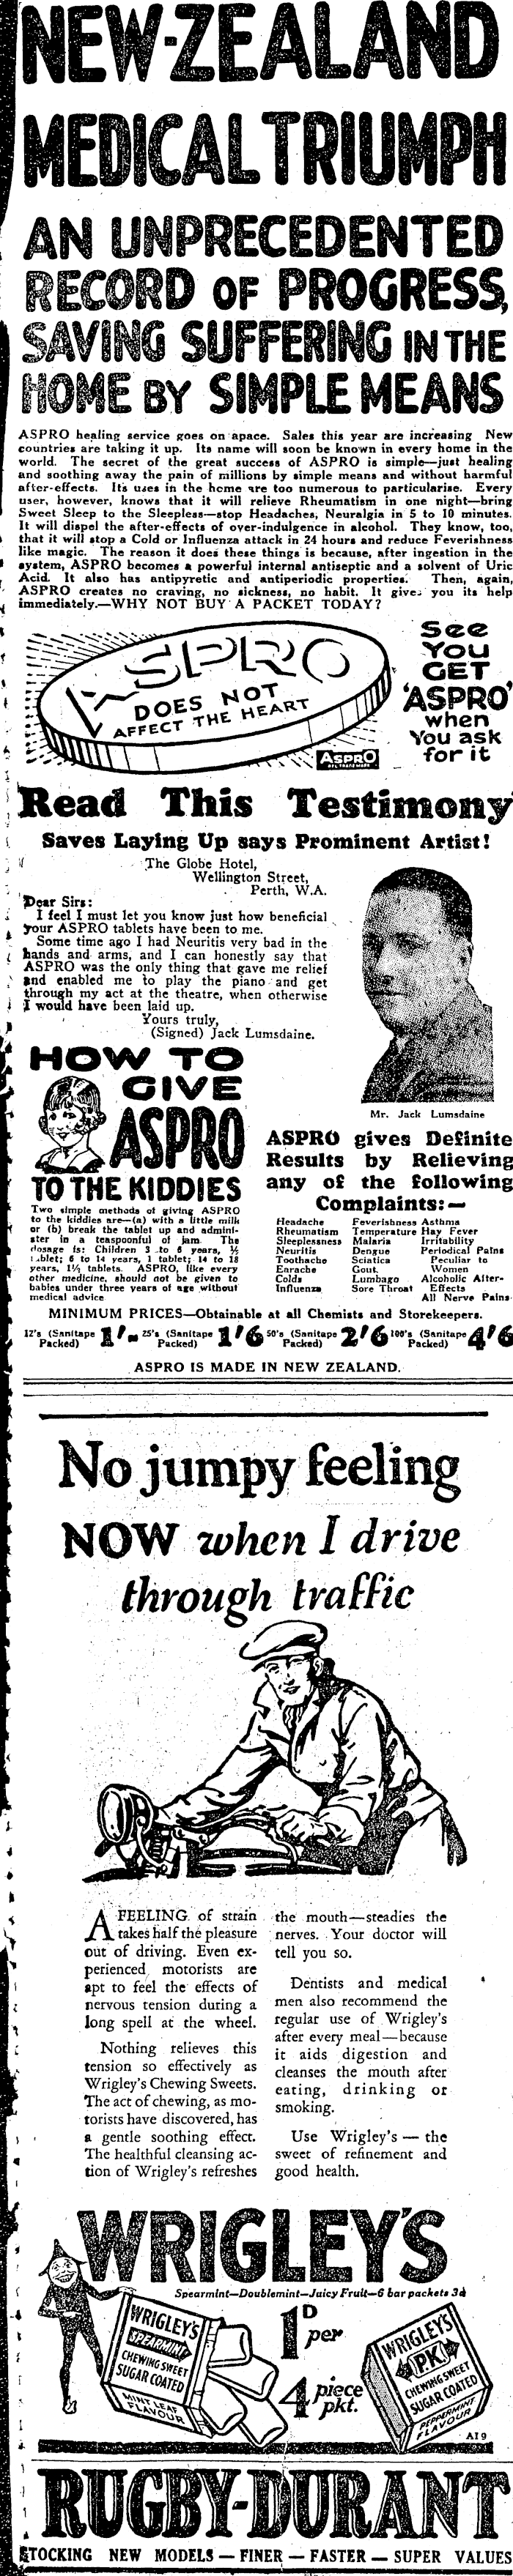 NEW-ZEALAND
MEDICAL TRIUMPH
AN UNPRECEDENTED
RECORD OF PROGRESS,
SAVING SUFFERING IN THE
HOME BY SIMPLE MEANS
ASPRO healing service goes on apace. Sales this year are increasing New
countries are taking it up. Its name will soon be known in every home in the
world. The secret of the great success of ASPRO is simple—just healing
and soothing away the pain of millions by simple means and without harmful
after-effects. Its uses in the home are too numerous to particularise. Every
user, however, knows that it will relieve Rheumatism in one night—bring
Sweet Sleep to the Sleepless—stop Headaches, Neuralgia in 5 to 10 minutes.
It will dispel the after-effects of over-indulgence in alcohol. They know, too,
that it will stop a Cold or Influenza attack in 24 hours and reduce Feverishness
like magic. The reason it does these things is because, after ingestion in the
system, ASPRO becomes a powerful internal antiseptic and a solvent of Uric
Acid. It also has antipyretic and antiperiodic properties. Then, again,
ASPRO creates no craving, no sickness, no habit. It gives you its help
immediately.—WHY NOT BUY A PACKET TODAY?
ASPRO
DOES NOT
AFFECT THE HEART
ASPRO
REG. TRADE MARK
See
You
GET
'ASPRO'
when
You ask
for it
Read This Testimony
Saves Laying Up says Prominent Artist!
The Globe Hotel,
Wellington Street,
Perth, W.A.
Dear Sirs:
I feel I must let you know just how beneficial
your ASPRO tablets have been to me.
Some time ago I had Neuritis very bad in the
hands and arms, and I can honestly say that
ASPRO was the only thing that gave me relief
and enabled me to play the piano and get
through my act at the theatre, when otherwise
I would have been laid up.
Yours truly,
(Signed) Jack Lumsdaine.
Mr. Jack Lumsdaine
HOW TO
GIVE
ASPRO
TO THE KIDDIES
Two simple methods of giving ASPRO
to the kiddies are—(a) with a little milk
or (b) break the tablet up and admini-
ster in a teaspoonful of jam. The
dosage is: Children 3 to 6 years, ½
tablet; 6 to 14 years, 1 tablet; 14 to 18
years, 1½ tablets. ASPRO, like every
other medicine, should not be given to
babies under three years of age without
medical advice
ASPRO gives Definite
Results by Relieving
any of the following
Complaints:—
Headache
Rheumatism
Sleeplessness
Neuritis
Toothache
Earache
Colds
Influenza
Feverishness
Temperature
Malaria
Dengue
Sciatica
Gout
Lumbago
Sore Throat
Asthma
Hay Fever
Irritability
Periodical Pains
Peculiar to
Women
Alcoholic After-
Effects
All Nerve Pains
MINIMUM PRICES—Obtainable at all Chemists and Storekeepers.
12's (Sanitape Packed) 1/- 25's (Sanitape Packed) 1/6 50's (Sanitape Packed) 2/6 100's (Sanitape Packed) 4/6
ASPRO IS MADE IN NEW ZEALAND.
No jumpy feeling
NOW when I drive
through traffic
A FEELING of strain
takes half the pleasure
out of driving. Even ex-
perienced motorists are
apt to feel the effects of
nervous tension during a
long spell at the wheel.
Nothing relieves this
tension so effectively as
Wrigley's Chewing Sweets.
The act of chewing, as mo-
torists have discovered, has
a gentle soothing effect.
The healthful cleansing ac-
tion of Wrigley's refreshes
the mouth—steadies the
nerves. Your doctor will
tell you so.
Dentists and medical
men also recommend the
regular use of Wrigley's
after every meal—because
it aids digestion and
cleanses the mouth after
eating, drinking or
smoking.
Use Wrigley's — the
sweet of refinement and
good health.
WRIGLEY'S
Spearmint—Doublemint—Juicy Fruit—6 bar packets 3d
WRIGLEY'S
SPEARMINT
CHEWING SWEET
SUGAR COATED
MINT LEAF
FLAVOUR
1D
per
4 piece
pkt.
WRIGLEY'S
P.K
CHEWING SWEET
SUGAR COATED
PEPPERMINT
FLAVOUR
A19
RUGBY-DURANT
STOCKING NEW MODELS — FINER — FASTER — SUPER VALUES